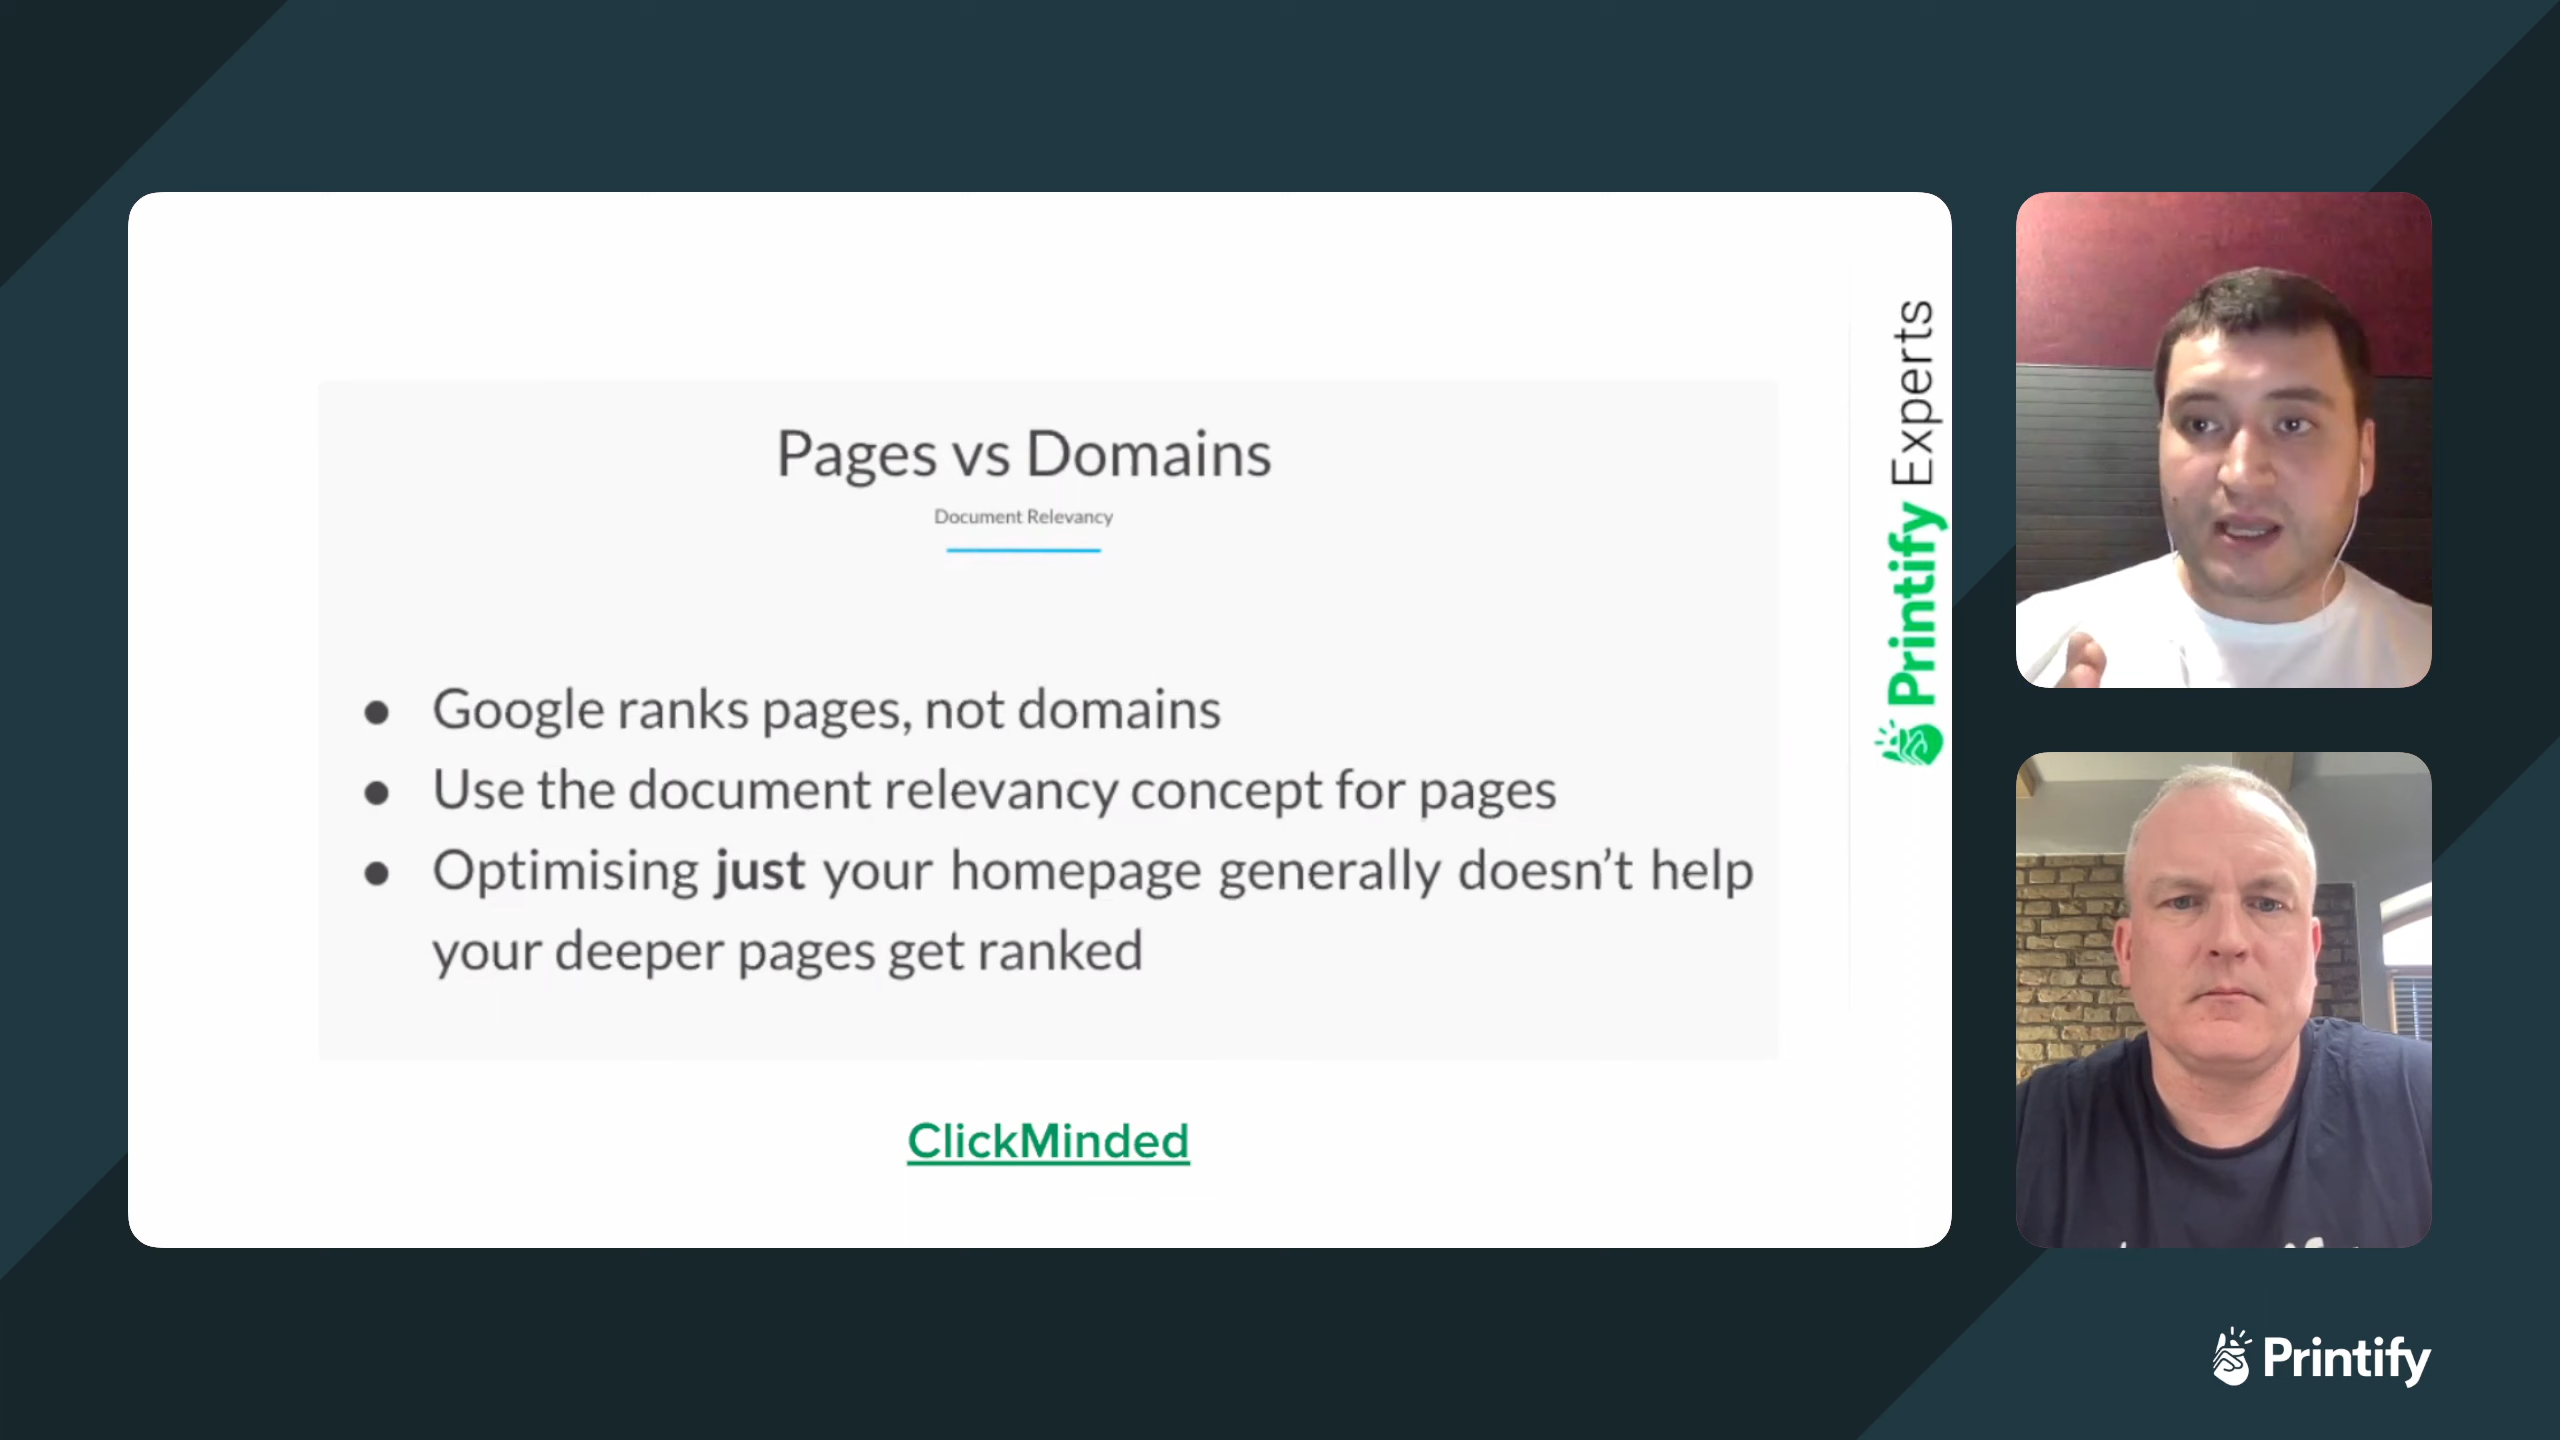 Pages vs Domains
Document Relevancy
● Google ranks pages, not domains
● Use the document relevancy concept for pages
● Optimising just your homepage generally doesn’t help
your deeper pages get ranked
ClickMinded
Printify Experts
Printify